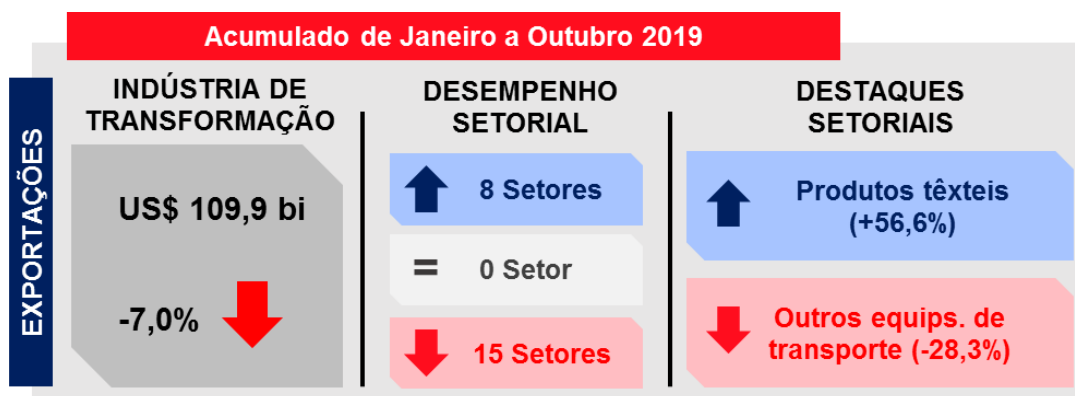 Acumulado de Janeiro a Outubro 2019
EXPORTAÇÕES
INDÚSTRIA DE
TRANSFORMAÇÃO
US$ 109,9 bi
-7,0%
DESEMPENHO
SETORIAL
8 Setores
= 0 Setor
15 Setores
DESTAQUES
SETORIAIS
Produtos têxteis
(+56,6%)
Outros equips. de
transporte (-28,3%)